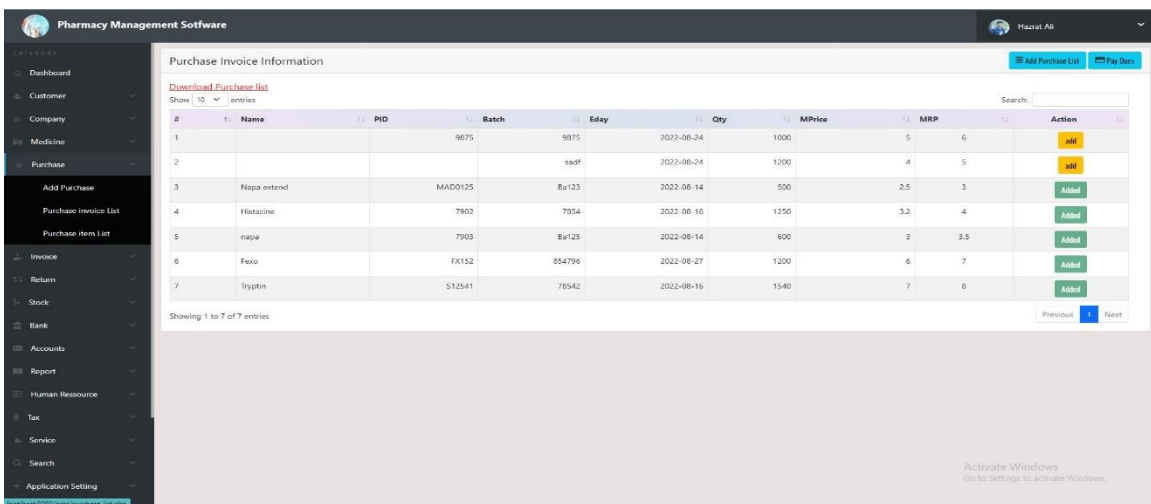 Pharmacy Management Sotfware
Hazrat Ali
CATEGORY
Dashboard
Customer
Company
Medicine
Purchase
Add Purchase
Purchase invoice List
Purchase item List
Invoice
Return
Stock
Bank
Accounts
Report
Human Ressource
Tax
Service
Search
Application Setting
Purchase Invoice Information
Add Purchase List
Pay Dues
Download Purchase list
Show 10 entries
Search:
# Name PID Batch Eday Qty MPrice MRP Action
1 9875 9875 2022-08-24 1000 5 6 add
2 sadf 2022-08-24 1200 4 5 add
3 Napa extend MAD0125 Ba123 2022-08-14 500 2.5 3 Added
4 Histacine 7902 7854 2022-08-16 1250 3.2 4 Added
5 napa 7903 Ba125 2022-08-14 600 3 3.5 Added
6 Fexo FX152 854796 2022-08-27 1200 6 7 Added
7 Tryptin S12541 78542 2022-08-16 1540 7 8 Added
Showing 1 to 7 of 7 entries
Previous 1 Next
Activate Windows
Go to Settings to activate Windows.